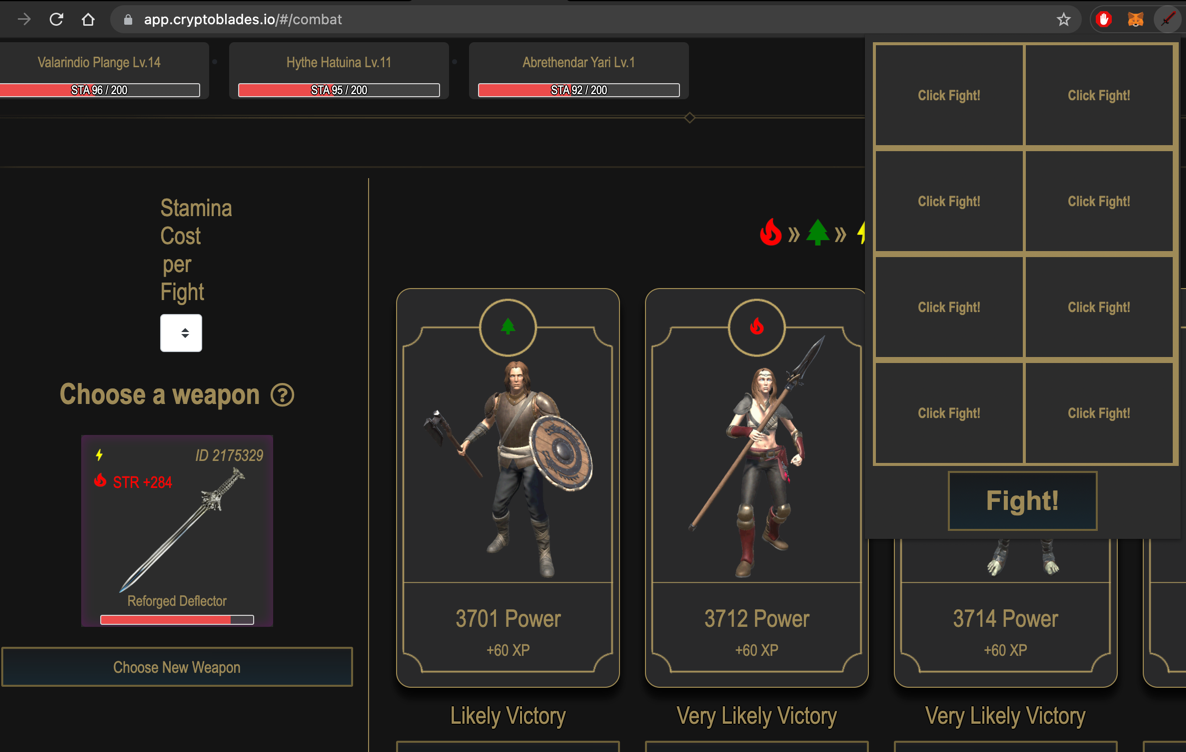 app.cryptoblades.io/#/combat
Valarindio Plange Lv.14
Hythe Hatuina Lv.11
Abrethendar Yari Lv.1
STA 96 / 200
STA 95 / 200
STA 92 / 200
Click Fight!
Click Fight!
Click Fight!
Click Fight!
Click Fight!
Click Fight!
Click Fight!
Click Fight!
Fight!
Stamina
Cost
per
Fight
Choose a weapon ?
ID 2175329
STR +284
Reforged Deflector
Choose New Weapon
3701 Power
+60 XP
Likely Victory
3712 Power
+60 XP
Very Likely Victory
3714 Power
+60 XP
Very Likely Victory